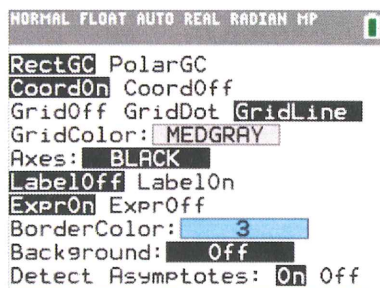 NORMAL FLOAT AUTO REAL RADIAN MP
RectGC PolarGC
CoordOn CoordOff
GridOff GridDot GridLine
GridColor: MEDGRAY
Axes: BLACK
LabelOff LabelOn
ExprOn ExprOff
BorderColor: 3
Background: Off
Detect Asymptotes: On Off